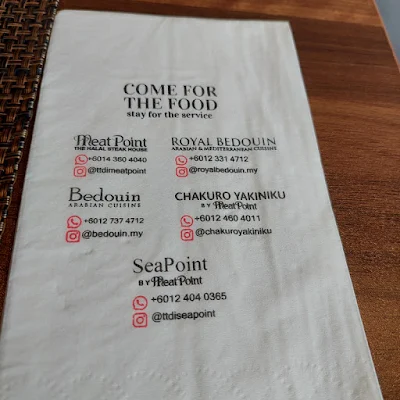 COME FOR
THE FOOD
stay for the service
Meat Point
THE HALAL STEAK HOUSE
+6014 360 4040
@ttdimeatpoint
ROYAL BEDOUIN
ARABIAN & MEDITERRANEAN CUISINE
+6012 331 4712
@royalbedouin.my
Bedouin
ARABIAN CUISINE
+6012 737 4712
@bedouin.my
CHAKURO YAKINIKU
BY Meat Point
+6012 460 4011
@chakuroyakiniku
SeaPoint
BY Meat Point
+6012 404 0365
@ttdiseapoint